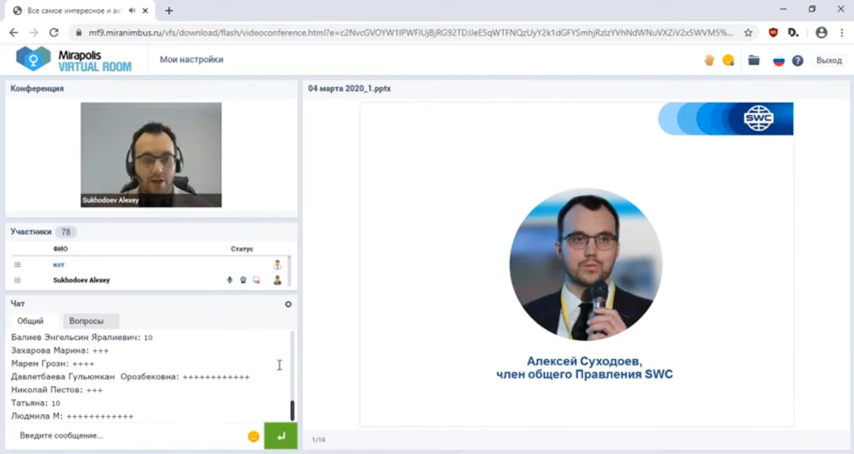 Все самое интересное и акт
mf9.miranimbus.ru/vfs/download/flash/videoconference.html?e=
Mirapolis
VIRTUAL ROOM
Мои настройки
Выход
Конференция
04 марта 2020_1.pptx
SWC
Sukhodoev Alexey
Участники 78
ФИО Статус
кот
Sukhodoev Alexey
Чат
Общий Вопросы
Балиев Энгельсин Яралиевич: 10
Захарова Марина: +++
Марем Грозн: ++++
Давлетбаева Гульюмкан Орозбековна: ++++++++++++
Николай Пестов: +++
Татьяна: 10
Людмила М: ++++++++++++
Введите сообщение...
Алексей Суходоев,
член общего Правления SWC
1/18